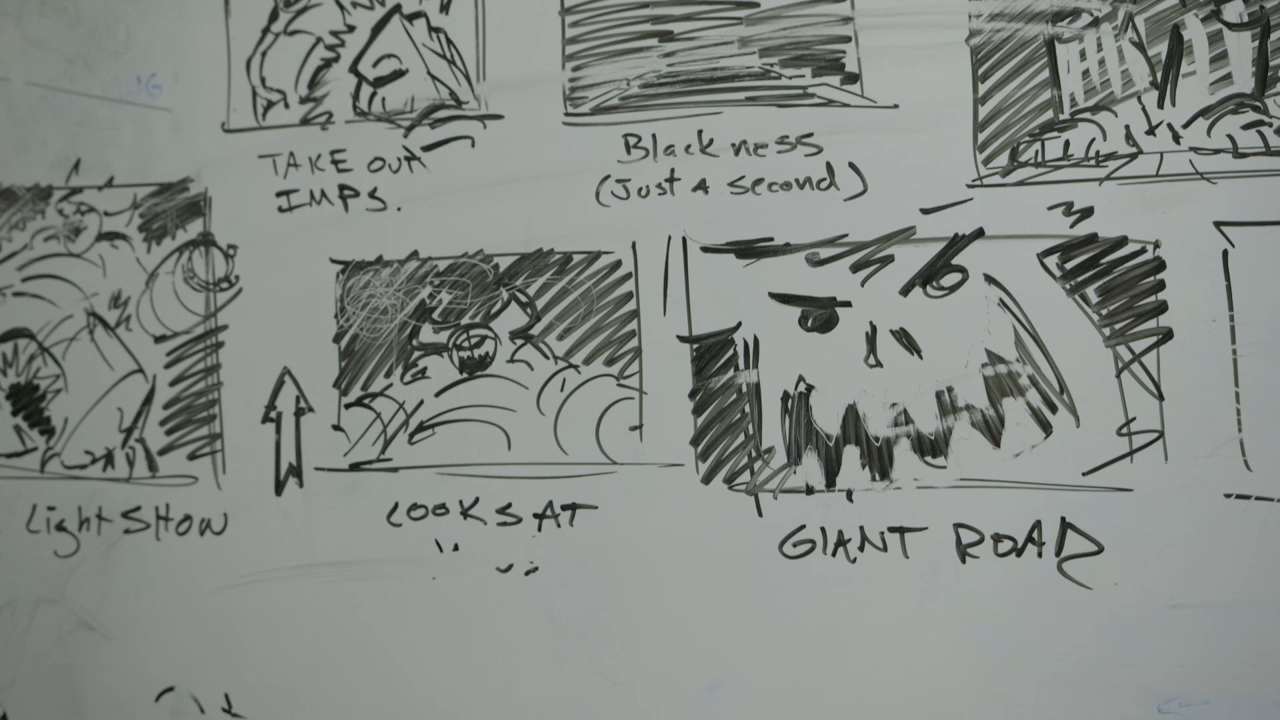 TAKE OUT
IMPS.
Blackness
(Just A Second)
Light SHOW
LOOKS AT
GIANT ROAR